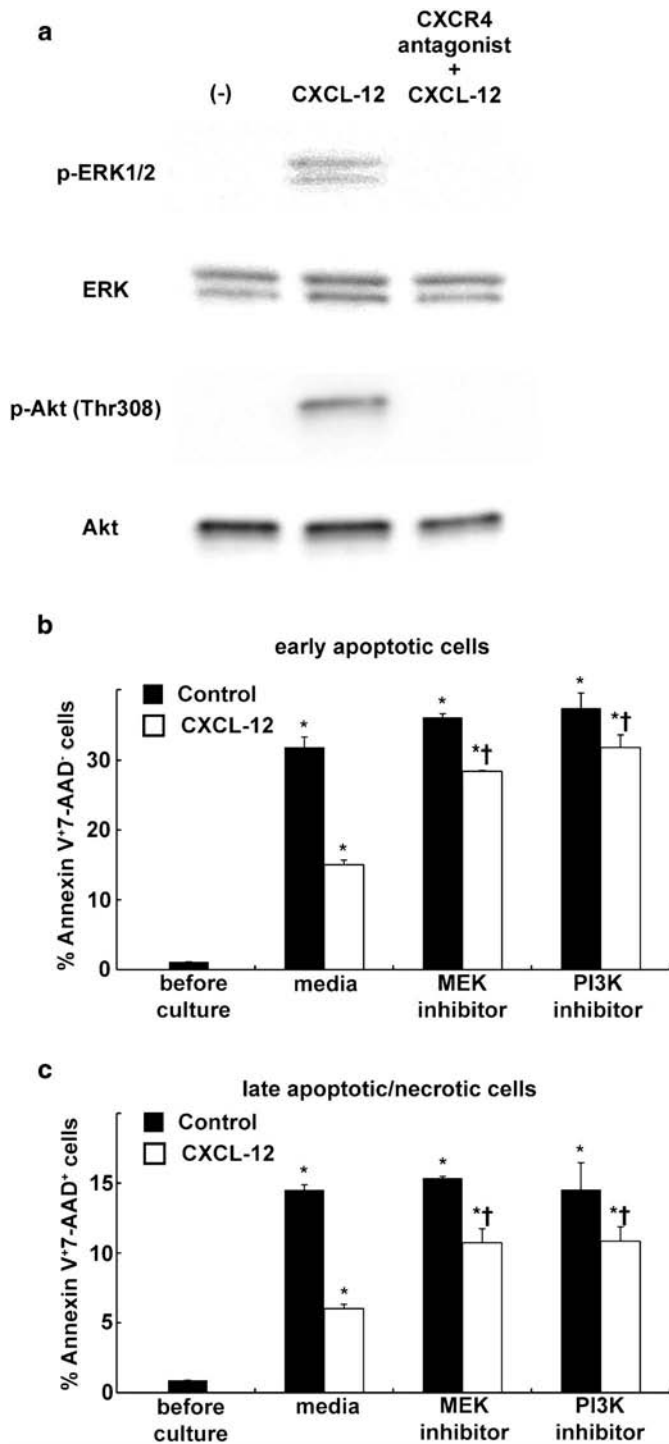 a
(-)
CXCL-12
CXCR4
antagonist
+
CXCL-12
p-ERK1/2
ERK
p-Akt (Thr308)
Akt
b
early apoptotic cells
Control
CXCL-12
% Annexin V⁺7-AAD⁻ cells
30
20
10
0
*
*
*
*†
*
*†
before
culture
media
MEK
inhibitor
PI3K
inhibitor
c
late apoptotic/necrotic cells
Control
CXCL-12
% Annexin V⁺7-AAD⁺ cells
15
10
5
0
*
*
*
*†
*
*†
before
culture
media
MEK
inhibitor
PI3K
inhibitor